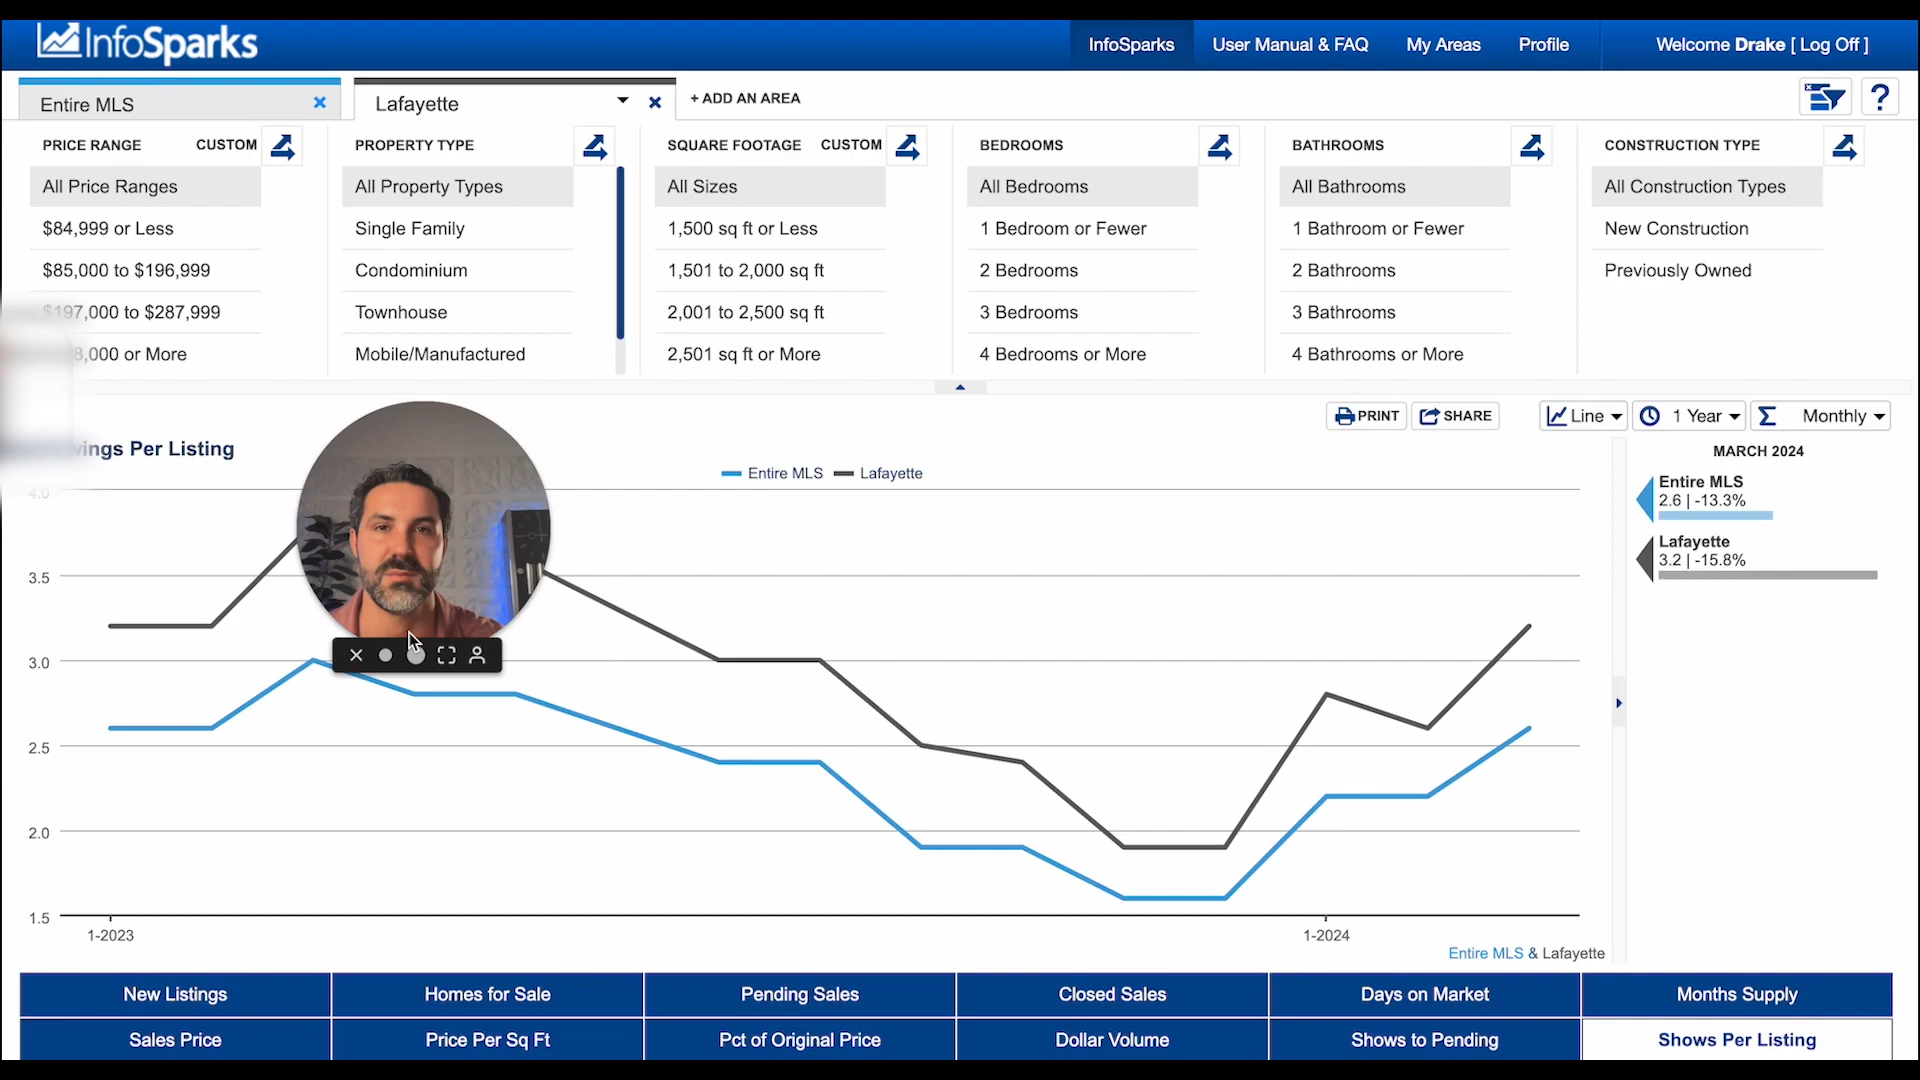 InfoSparks
InfoSparks User Manual & FAQ My Areas Profile Welcome Drake [ Log Off ]
Entire MLS
Lafayette
+ ADD AN AREA
?
PRICE RANGE CUSTOM
All Price Ranges
$84,999 or Less
$85,000 to $196,999
$197,000 to $287,999
8,000 or More
PROPERTY TYPE
All Property Types
Single Family
Condominium
Townhouse
Mobile/Manufactured
SQUARE FOOTAGE CUSTOM
All Sizes
1,500 sq ft or Less
1,501 to 2,000 sq ft
2,001 to 2,500 sq ft
2,501 sq ft or More
BEDROOMS
All Bedrooms
1 Bedroom or Fewer
2 Bedrooms
3 Bedrooms
4 Bedrooms or More
BATHROOMS
All Bathrooms
1 Bathroom or Fewer
2 Bathrooms
3 Bathrooms
4 Bathrooms or More
CONSTRUCTION TYPE
All Construction Types
New Construction
Previously Owned
PRINT SHARE Line 1 Year Monthly
Per Listing
Entire MLS Lafayette
4.0
3.5
3.0
2.5
2.0
1.5
1-2023 1-2024
Entire MLS & Lafayette
MARCH 2024
Entire MLS
2.6 | -13.3%
Lafayette
3.2 | -15.8%
New Listings Homes for Sale Pending Sales Closed Sales Days on Market Months Supply
Sales Price Price Per Sq Ft Pct of Original Price Dollar Volume Shows to Pending Shows Per Listing